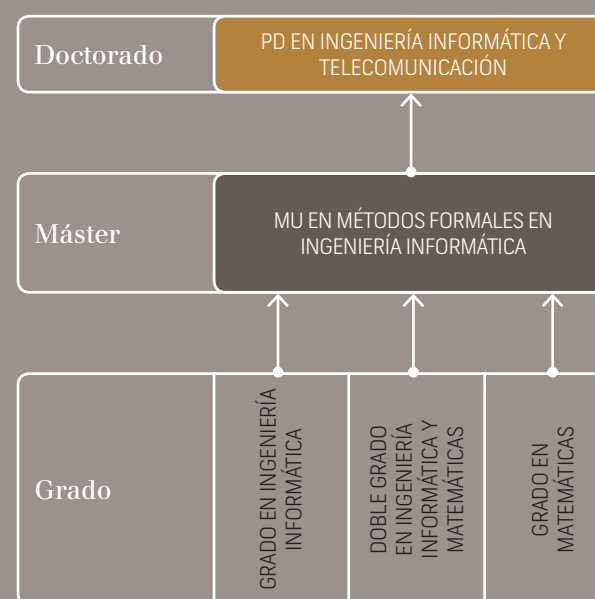 Doctorado
PD EN INGENIERÍA INFORMÁTICA Y
TELECOMUNICACIÓN
Máster
MU EN MÉTODOS FORMALES EN
INGENIERÍA INFORMÁTICA
Grado
GRADO EN INGENIERÍA
INFORMÁTICA
DOBLE GRADO
EN INGENIERÍA
INFORMÁTICA Y
MATEMÁTICAS
GRADO EN
MATEMÁTICAS